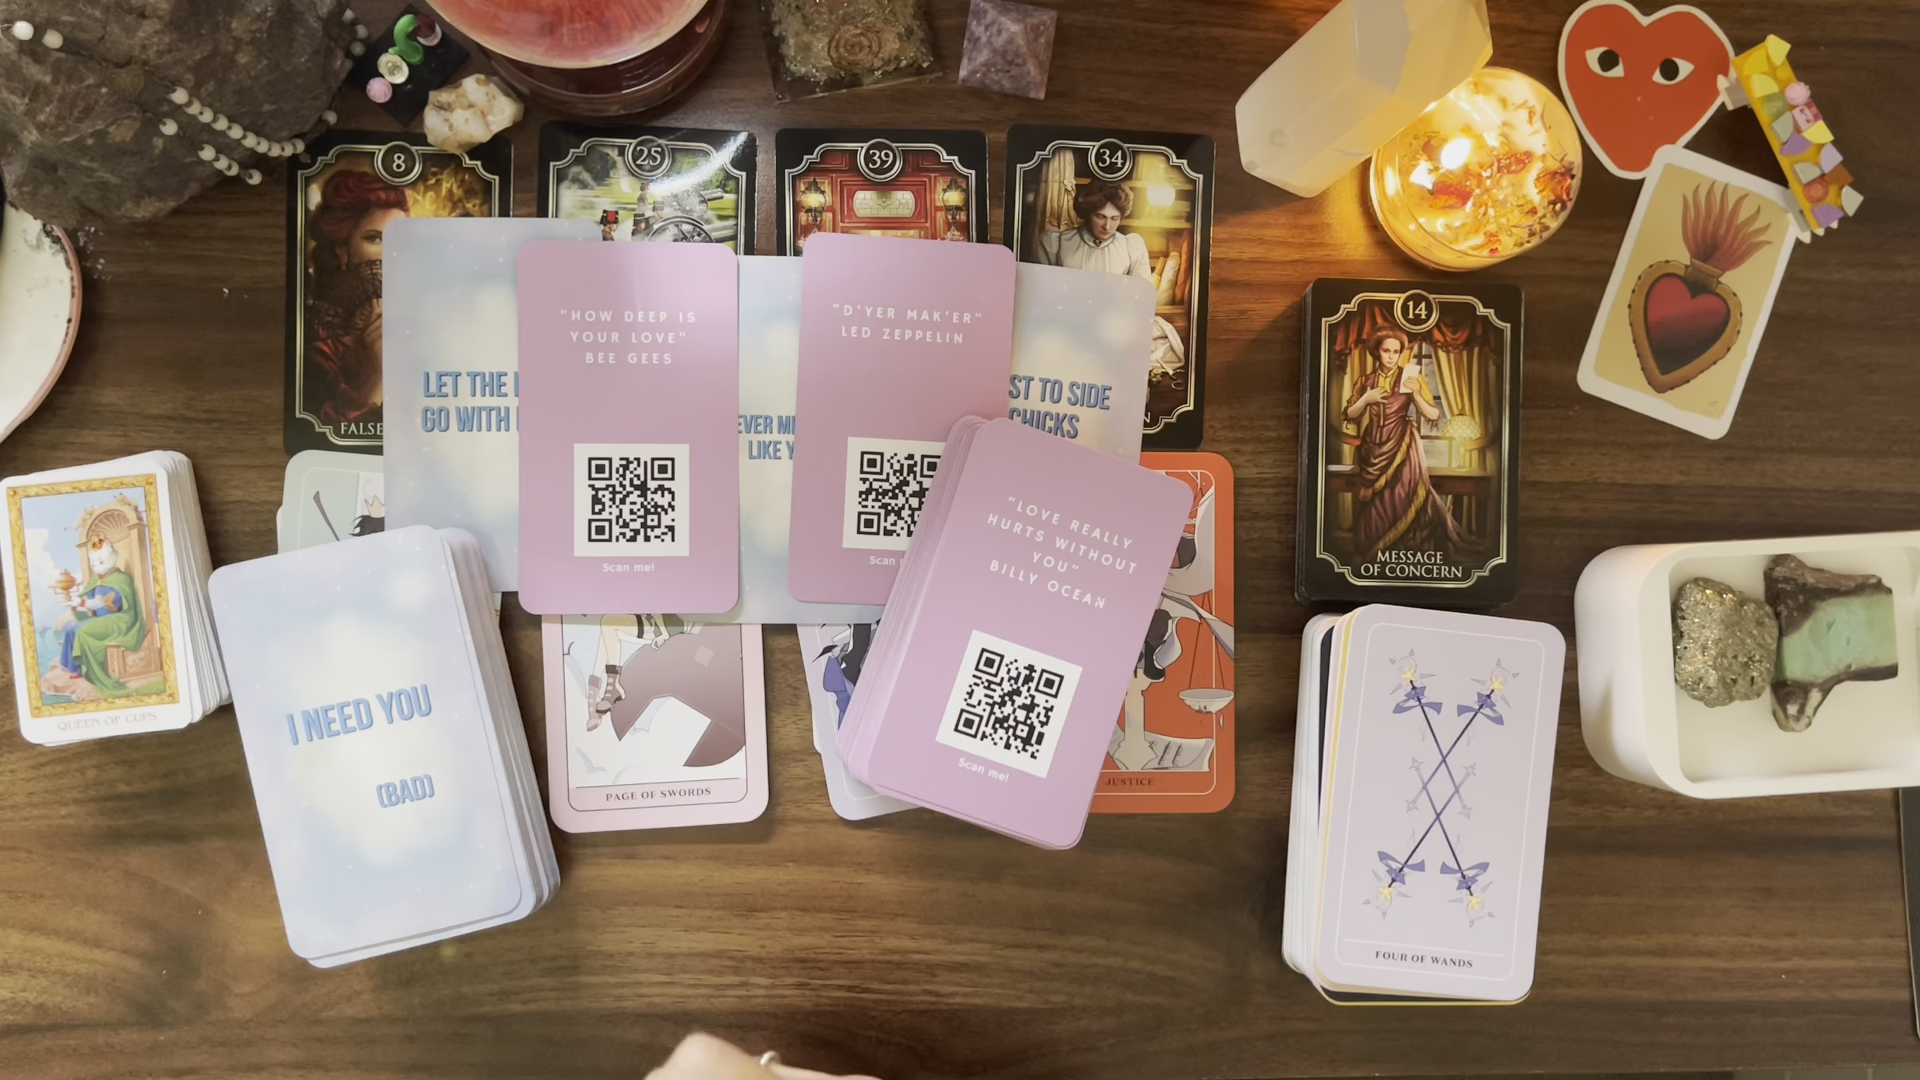 8
25
39
34
FALSE
LET THE
GO WITH
"HOW DEEP IS
YOUR LOVE"
BEE GEES
Scan me!
EVER
LIKE
"D'YER MAK'ER"
LED ZEPPELIN
Scan
ST TO SIDE
CHICKS
"LOVE REALLY
HURTS WITHOUT
YOU"
BILLY OCEAN
Scan me!
14
MESSAGE
OF CONCERN
QUEEN OF CUPS
I NEED YOU
(BAD)
PAGE OF SWORDS
JUSTICE
FOUR OF WANDS